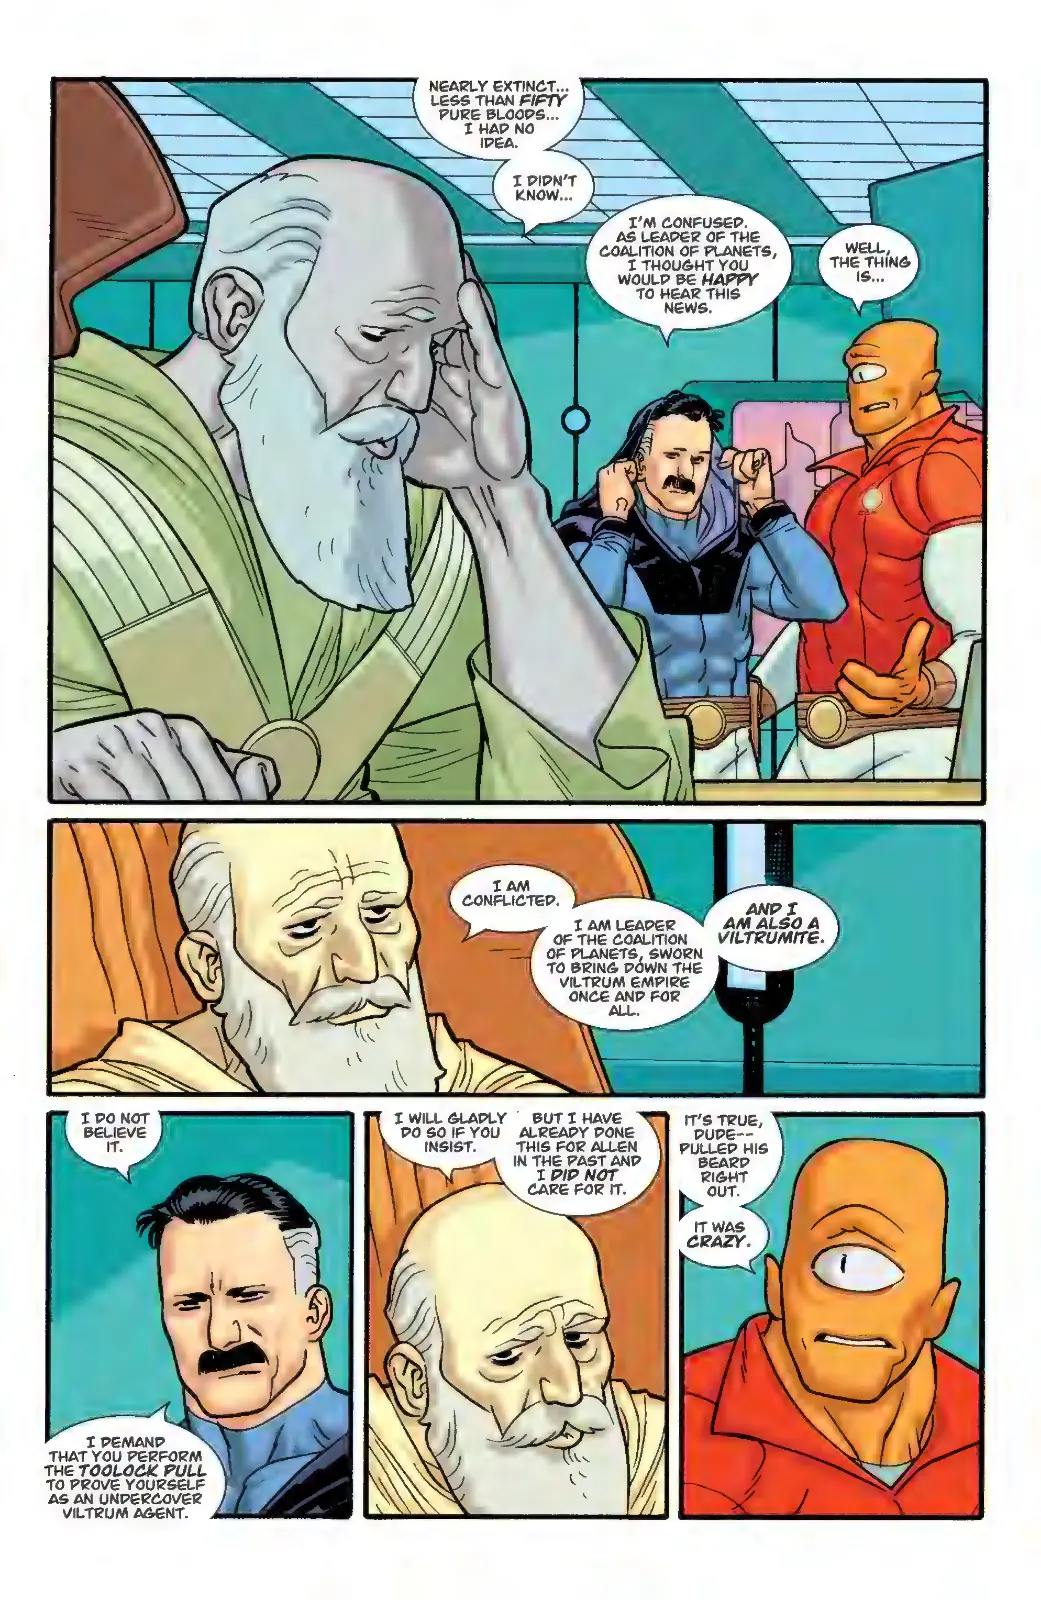 NEARLY EXTINCT...
LESS THAN FIFTY
PURE BLOODS...
I HAD NO
IDEA.
I DIDN'T
KNOW...
I'M CONFUSED.
AS LEADER OF THE
COALITION OF PLANETS,
I THOUGHT YOU
WOULD BE HAPPY
TO HEAR THIS
NEWS.
WELL,
THE THING
IS...
I AM
CONFLICTED.
I AM LEADER
OF THE COALITION
OF PLANETS, SWORN
TO BRING DOWN THE
VILTRUM EMPIRE
ONCE AND FOR
ALL.
AND I
AM ALSO A
VILTRUMITE.
I DO NOT
BELIEVE
IT.
I DEMAND
THAT YOU PERFORM
THE TOOLOCK PULL
TO PROVE YOURSELF
AS AN UNDERCOVER
VILTRUM AGENT.
I WILL GLADLY
DO SO IF YOU
INSIST.
BUT I HAVE
ALREADY DONE
THIS FOR ALLEN
IN THE PAST AND
I DID NOT
CARE FOR IT.
IT'S TRUE,
DUDE--
PULLED HIS
BEARD
RIGHT
OUT.
IT WAS
CRAZY.